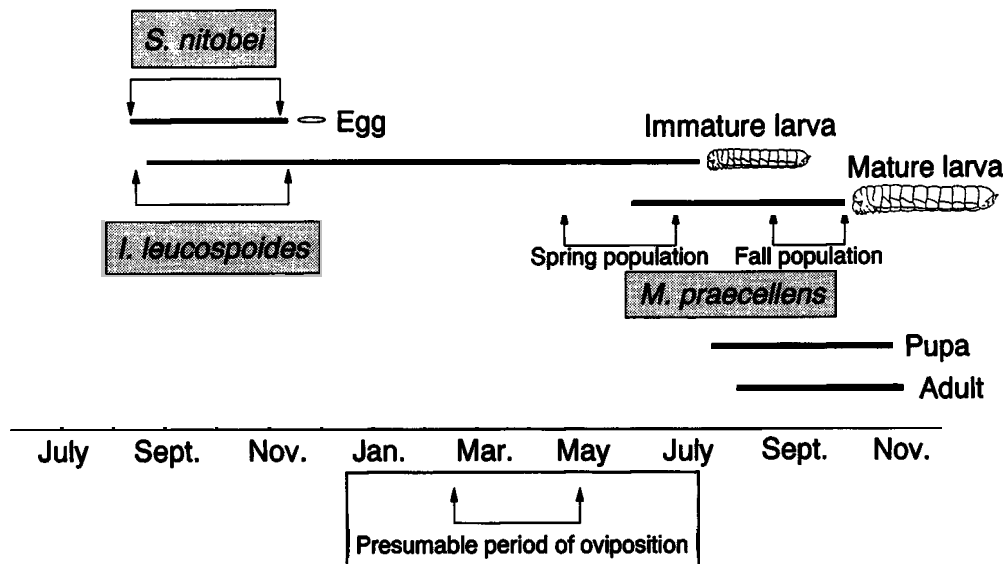 S. nitobei
Egg
Immature larva
Mature larva
I. leucospoides
Spring population
Fall population
M. praecellens
Pupa
Adult
July Sept. Nov. Jan. Mar. May July Sept. Nov.
Presumable period of oviposition